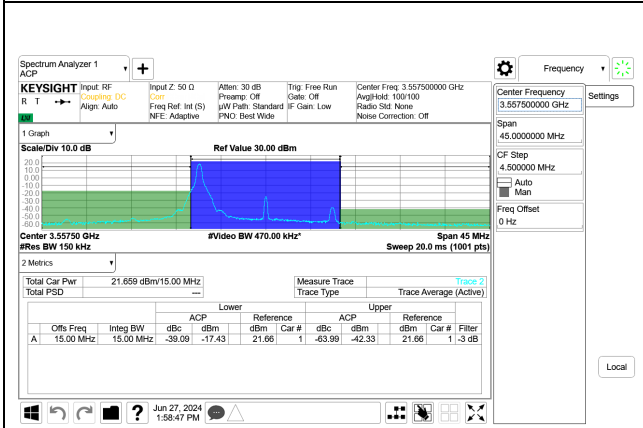 Spectrum Analyzer 1
ACP
Frequency
KEYSIGHT
R T
Input: RF
Coupling: DC
Align: Auto
Input Z: 50 Ω
Corr
Freq Ref: Int (S)
NFE: Adaptive
Atten: 30 dB
Preamp: Off
µW Path: Standard
PNO: Best Wide
Trig: Free Run
Gate: Off
IF Gain: Low
Center Freq: 3.557500000 GHz
Avg|Hold: 100/100
Radio Std: None
Noise Correction: Off
Center Frequency
3.557500000 GHz
Settings
Span
45.0000000 MHz
CF Step
4.500000 MHz
Auto
Man
Freq Offset
0 Hz
Local
1 Graph
Scale/Div 10.0 dB
Ref Value 30.00 dBm
20.0
10.0
0.00
-10.0
-20.0
-30.0
-40.0
-50.0
-60.0
Center 3.55750 GHz
#Video BW 470.00 kHz*
Span 45 MHz
#Res BW 150 kHz
Sweep 20.0 ms (1001 pts)
2 Metrics
Total Car Pwr 21.659 dBm/15.00 MHz
Total PSD ---
Measure Trace Trace 2
Trace Type Trace Average (Active)
Lower Upper
ACP Reference ACP Reference
Offs Freq Integ BW dBc dBm dBm Car # dBc dBm dBm Car # Filter
A 15.00 MHz 15.00 MHz -39.09 -17.43 21.66 1 -63.99 -42.33 21.66 1 -3 dB
Jun 27, 2024
1:58:47 PM